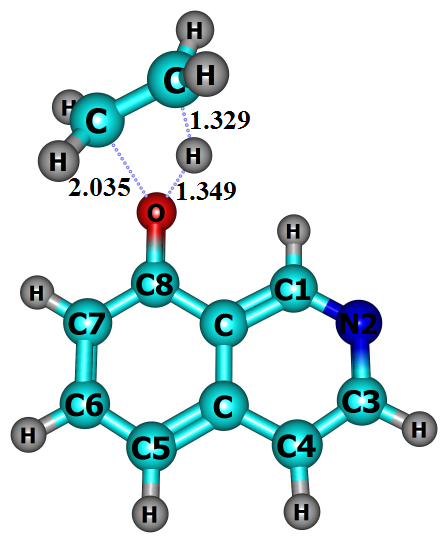 H
C H
C
H 1.329
H
H
2.035 1.349
O
H
C8 C1
H
C7 C N2
C6 C C3
H H
C5 C4
H H